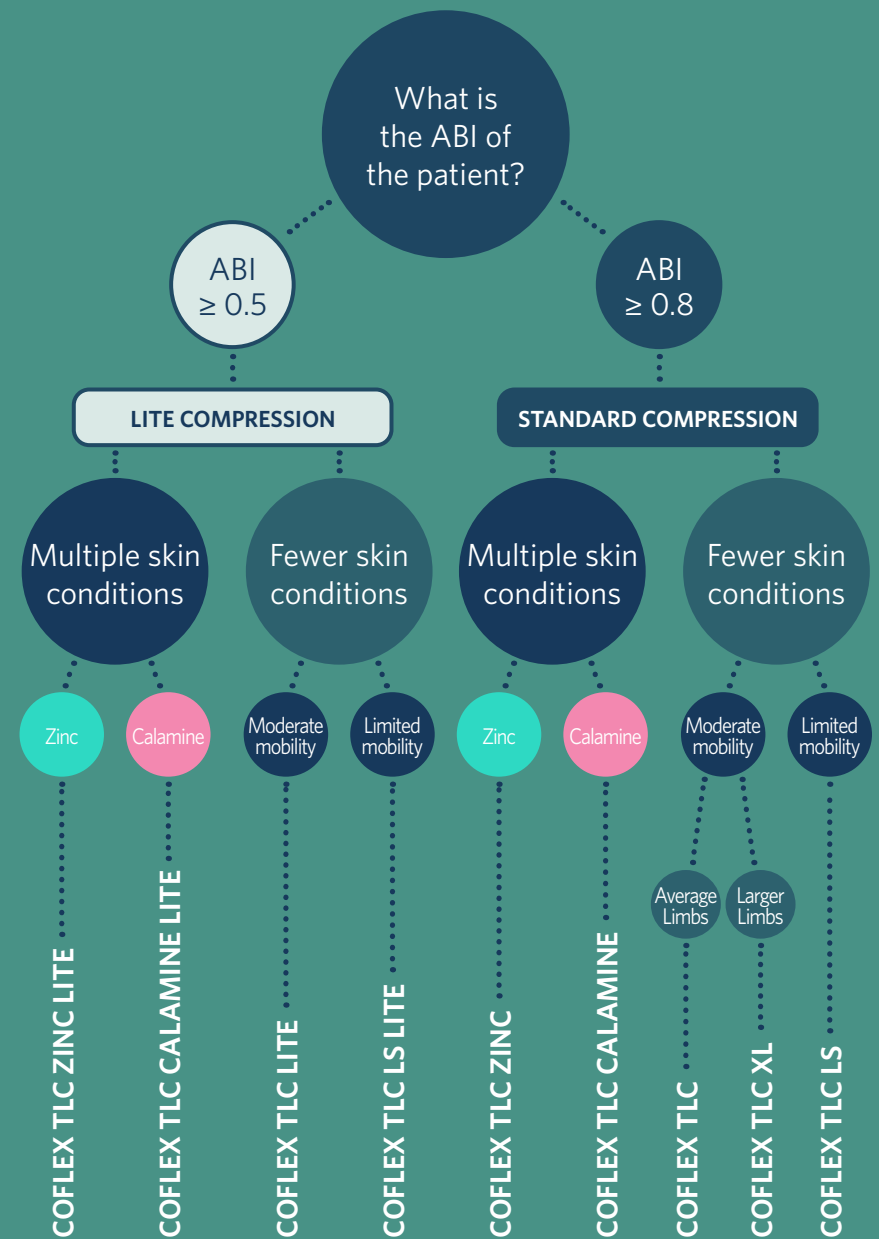 What is
the ABI of
the patient?
ABI
≥ 0.5
ABI
≥ 0.8
LITE COMPRESSION
STANDARD COMPRESSION
Multiple skin
conditions
Fewer skin
conditions
Multiple skin
conditions
Fewer skin
conditions
Zinc
Calamine
Moderate
mobility
Limited
mobility
Zinc
Calamine
Moderate
mobility
Limited
mobility
Average
Limbs
Larger
Limbs
COFLEX TLC ZINC LITE
COFLEX TLC CALAMINE LITE
COFLEX TLC LITE
COFLEX TLC LS LITE
COFLEX TLC ZINC
COFLEX TLC CALAMINE
COFLEX TLC
COFLEX TLC XL
COFLEX TLC LS